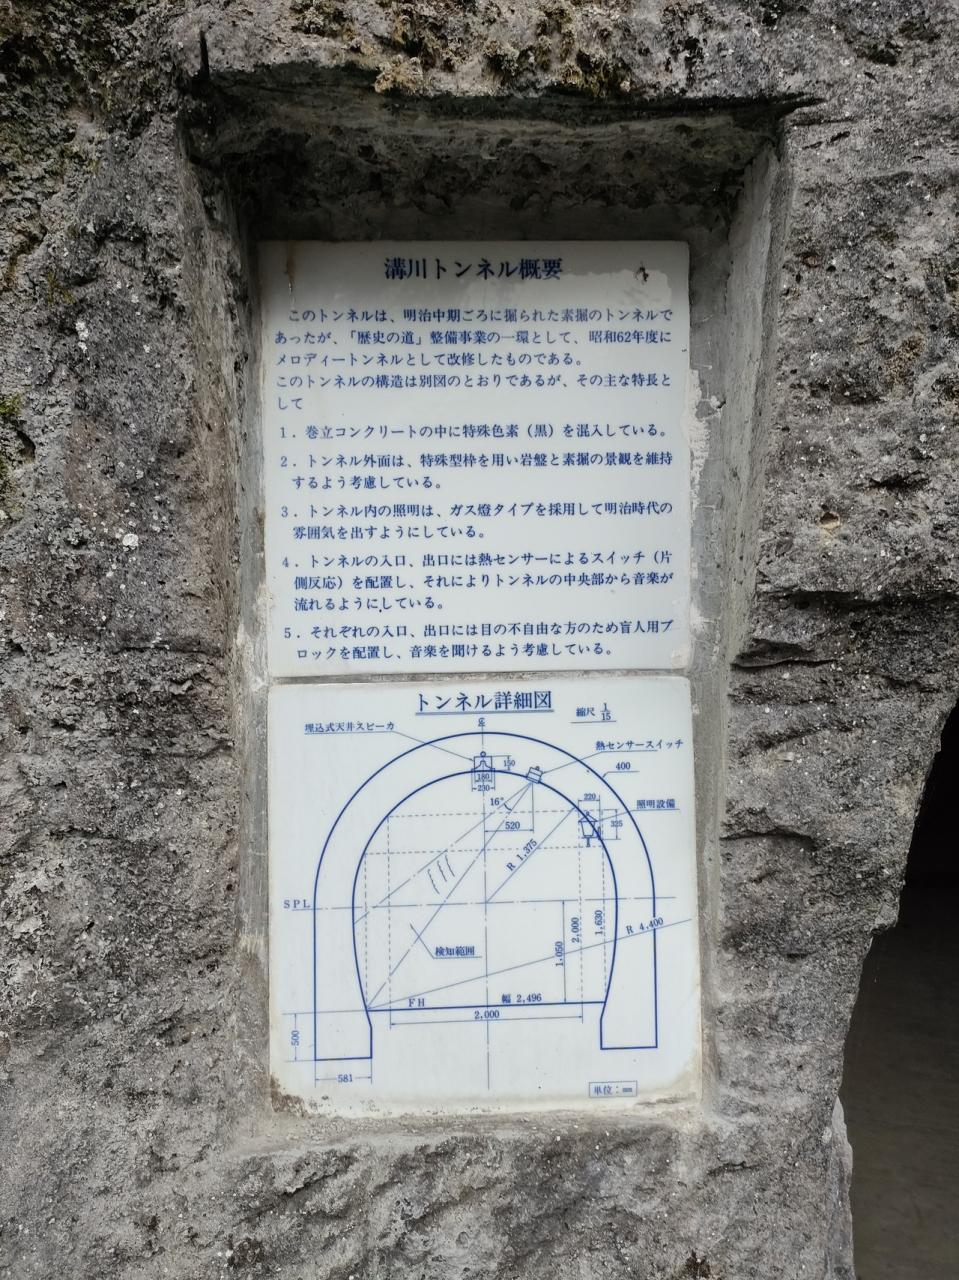 溝川トンネル概要
このトンネルは、明治中期ごろに掘られた素掘のトンネルで
あったが、「歴史の道」整備事業の一環として、昭和62年度に
メロディートンネルとして改修したものである。
このトンネルの構造は別図のとおりであるが、その主な特長と
して
1．巻立コンクリートの中に特殊色素（黒）を混入している。
2．トンネル外面は、特殊型枠を用い岩盤と素掘の景観を維持
するよう考慮している。
3．トンネル内の照明は、ガス燈タイプを採用して明治時代の
雰囲気を出すようにしている。
4．トンネルの入口、出口には熱センサーによるスイッチ（片
側反応）を配置し、それによりトンネルの中央部から音楽が
流れるようにしている。
5．それぞれの入口、出口には目の不自由な方のため盲人用ブ
ロックを配置し、音楽を聞けるよう考慮している。
トンネル詳細図
縮尺 1/15
埋込式天井スピーカ
熱センサースイッチ
150
400
180
230
16°
220
照明設備
520
325
R 1,375
SPL
1,630
2,000
R 4,400
検知範囲
1,050
FH
幅 2,496
2,000
500
581
単位：㎜